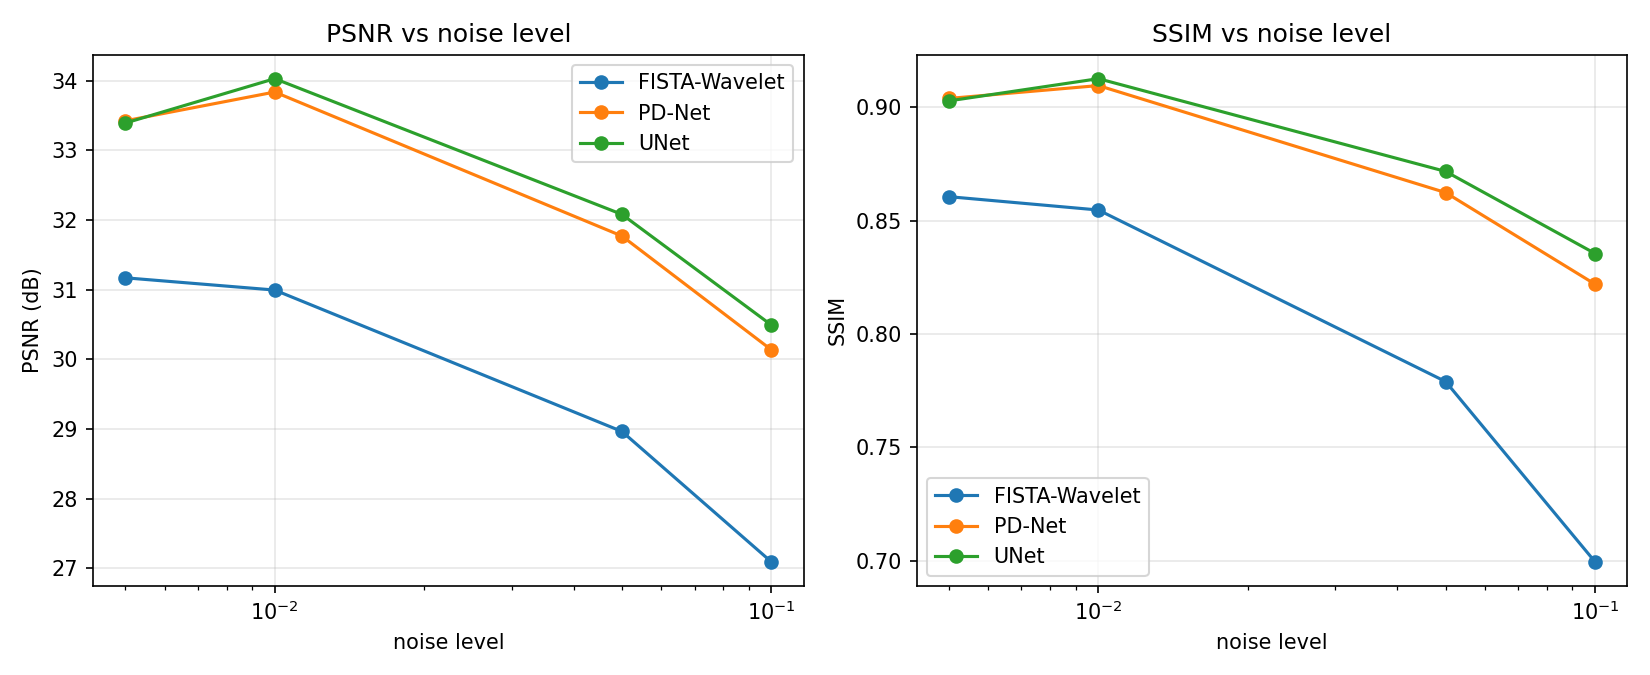 PSNR vs noise level
34
33
32
31
30
29
28
27
PSNR (dB)
FISTA-Wavelet
PD-Net
UNet
10⁻²
10⁻¹
noise level
SSIM vs noise level
0.90
0.85
0.80
0.75
0.70
SSIM
FISTA-Wavelet
PD-Net
UNet
10⁻²
10⁻¹
noise level